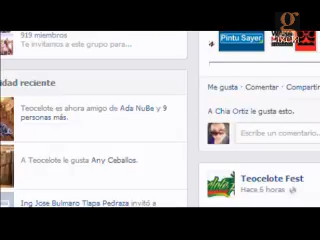 919 miembros
Te invitamos a este grupo para...
idad reciente
Teocelote es ahora amigo de Ada NuBe y 9
personas más.
A Teocelote le gusta Any Ceballos.
Ing Jose Bulmaro Tlapa Pedraza invitó a
g
Pintu Sayer
Me gusta · Comentar · Compartir
A Chia Ortiz le gusta esto.
Escribe un comentario...
Teocelote Fest
Hace 6 horas